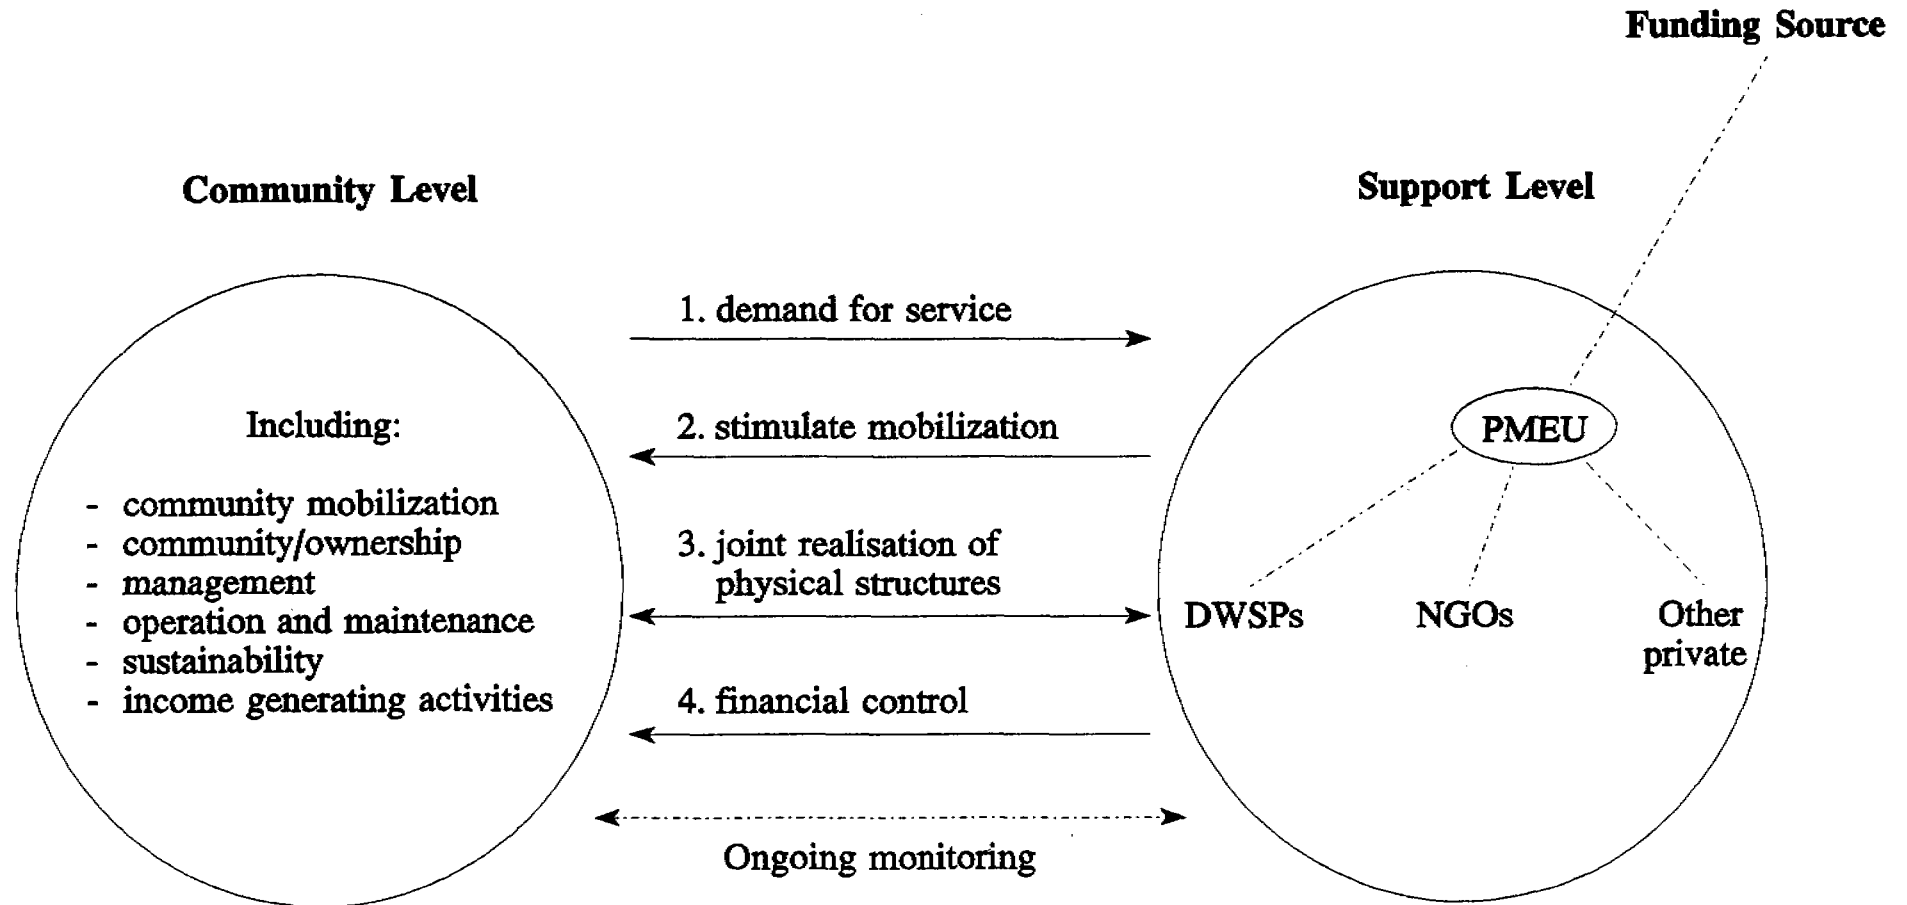 Funding Source
Community Level
Support Level
1. demand for service
2. stimulate mobilization
3. joint realisation of
physical structures
4. financial control
Ongoing monitoring
Including:
- community mobilization
- community/ownership
- management
- operation and maintenance
- sustainability
- income generating activities
PMEU
DWSPs
NGOs
Other
private